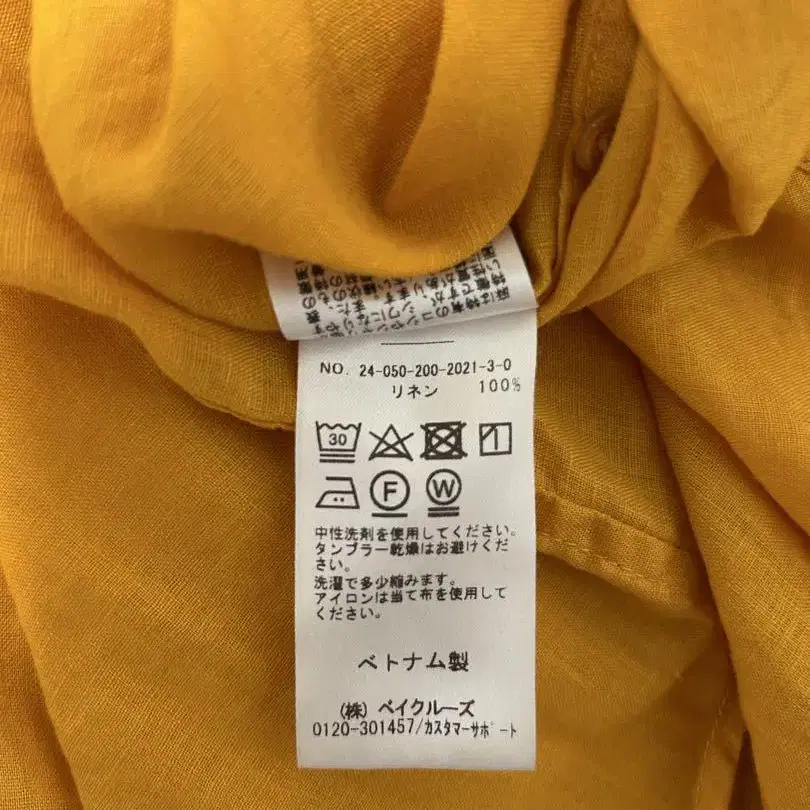 NO. 24-050-200-2021-3-0
リネン 100%
30
F W
中性洗剤を使用してください。
タンブラー乾燥はお避けくだ
さい。
洗濯で多少縮みます。
アイロンは当て布を使用して
ください。
ベトナム製
(株) ベイクルーズ
0120-301457/カスタマーサポート